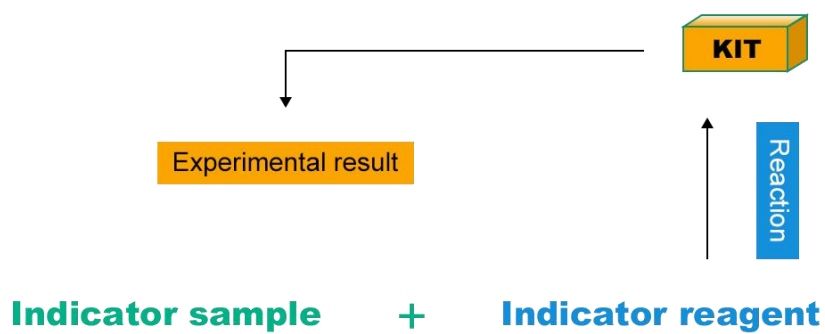 KIT
Experimental result
Reaction
Indicator sample + Indicator reagent